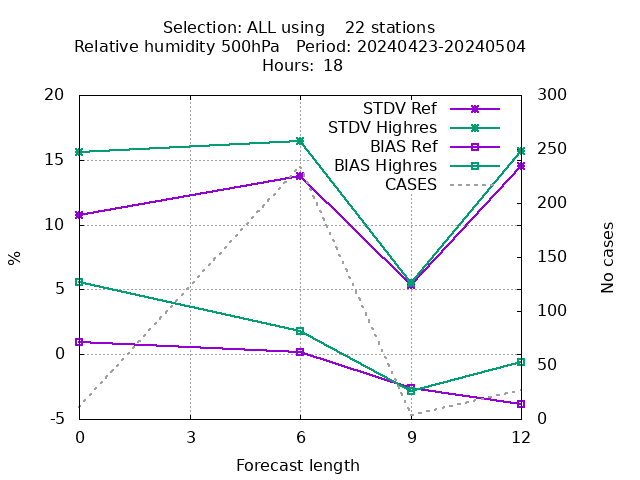 Selection: ALL using    22 stations
Relative humidity 500hPa   Period: 20240423-20240504
Hours: 18
STDV Ref
STDV Highres
BIAS Ref
BIAS Highres
CASES
20
15
10
5
0
-5
%
300
250
200
150
100
50
0
No cases
0 3 6 9 12
Forecast length